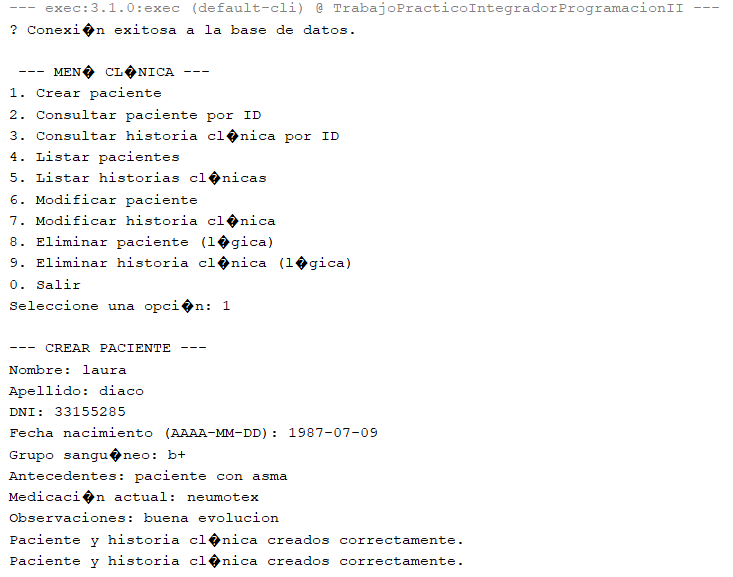 --- exec:3.1.0:exec (default-cli) @ TrabajoPracticoIntegradorProgramacionII ---
? Conexi�n exitosa a la base de datos.
--- MEN� CL�NICA ---
1. Crear paciente
2. Consultar paciente por ID
3. Consultar historia cl�nica por ID
4. Listar pacientes
5. Listar historias cl�nicas
6. Modificar paciente
7. Modificar historia cl�nica
8. Eliminar paciente (l�gica)
9. Eliminar historia cl�nica (l�gica)
0. Salir
Seleccione una opci�n: 1
--- CREAR PACIENTE ---
Nombre: laura
Apellido: diaco
DNI: 33155285
Fecha nacimiento (AAAA-MM-DD): 1987-07-09
Grupo sangu�neo: b+
Antecedentes: paciente con asma
Medicaci�n actual: neumotex
Observaciones: buena evolucion
Paciente y historia cl�nica creados correctamente.
Paciente y historia cl�nica creados correctamente.